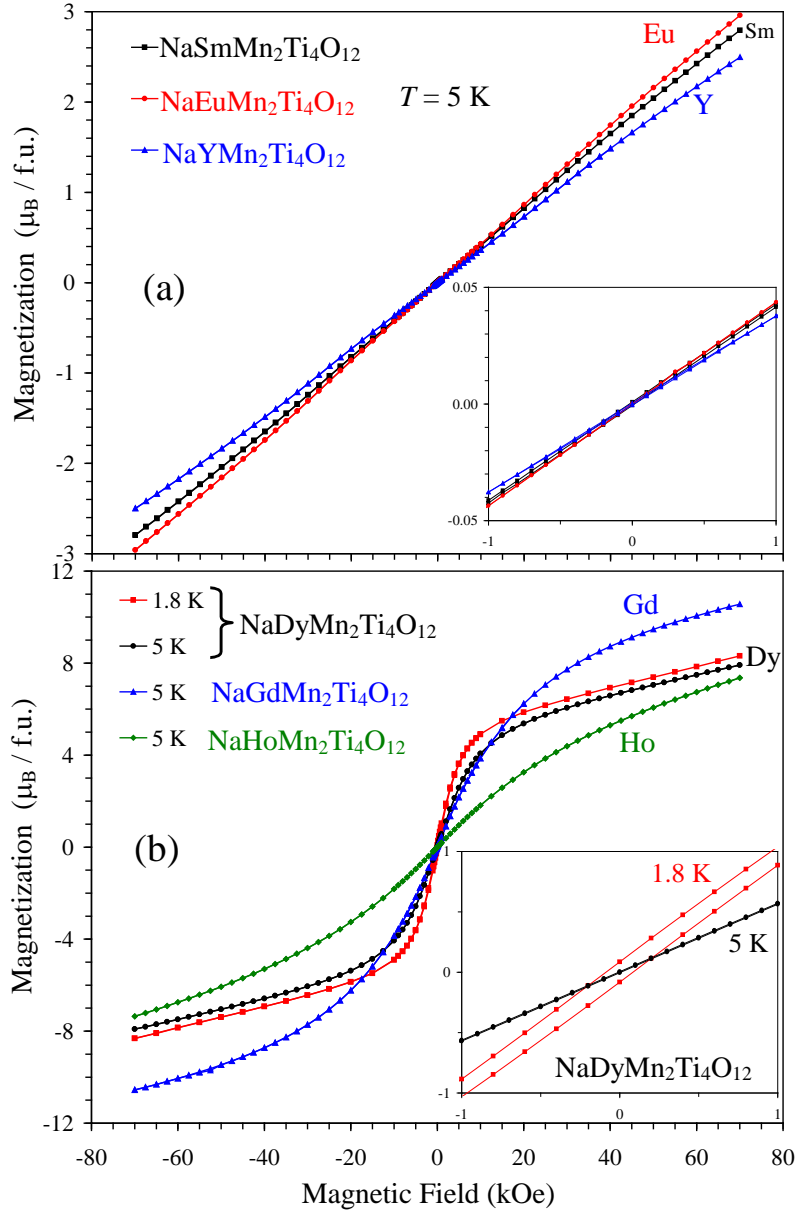 3
2
1
0
-1
-2
-3
Magnetization (μB / f.u.)
NaSmMn₂Ti₄O₁₂
NaEuMn₂Ti₄O₁₂
NaYMn₂Ti₄O₁₂
T = 5 K
Eu
Sm
Y
(a)
0.05
0.00
-0.05
-1
0
1
12
8
4
0
-4
-8
-12
Magnetization (μB / f.u.)
1.8 K
5 K
NaDyMn₂Ti₄O₁₂
5 K NaGdMn₂Ti₄O₁₂
5 K NaHoMn₂Ti₄O₁₂
Gd
Dy
Ho
(b)
1
0
-1
1.8 K
5 K
NaDyMn₂Ti₄O₁₂
-1
0
1
-80 -60 -40 -20 0 20 40 60 80
Magnetic Field (kOe)